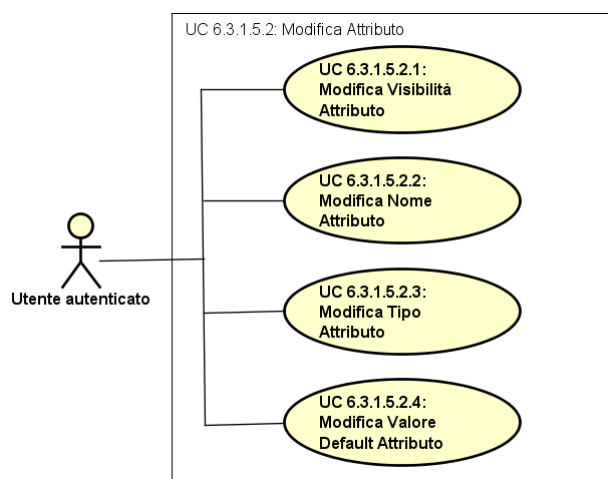 UC 6.3.1.5.2: Modifica Attributo
UC 6.3.1.5.2.1:
Modifica Visibilità
Attributo
UC 6.3.1.5.2.2:
Modifica Nome
Attributo
Utente autenticato
UC 6.3.1.5.2.3:
Modifica Tipo
Attributo
UC 6.3.1.5.2.4:
Modifica Valore
Default Attributo